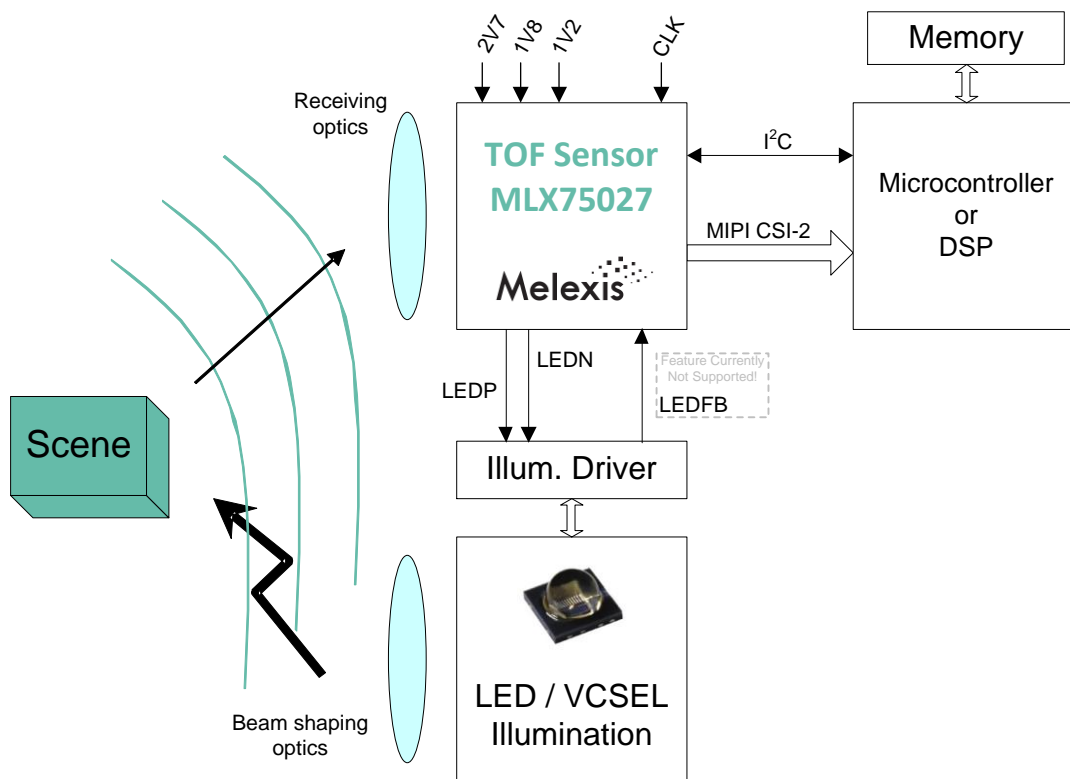 2V7
1V8
1V2
CLK
Memory
Receiving
optics
TOF Sensor
MLX75027
Melexis
I²C
MIPI CSI-2
Microcontroller
or
DSP
LEDP
LEDN
Feature Currently
Not Supported!
LEDFB
Scene
Illum. Driver
LED / VCSEL
Illumination
Beam shaping
optics